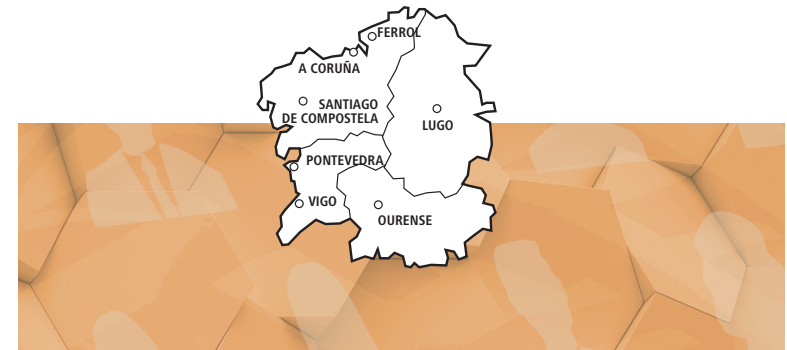 FERROL
A CORUÑA
SANTIAGO
DE COMPOSTELA
LUGO
PONTEVEDRA
VIGO
OURENSE